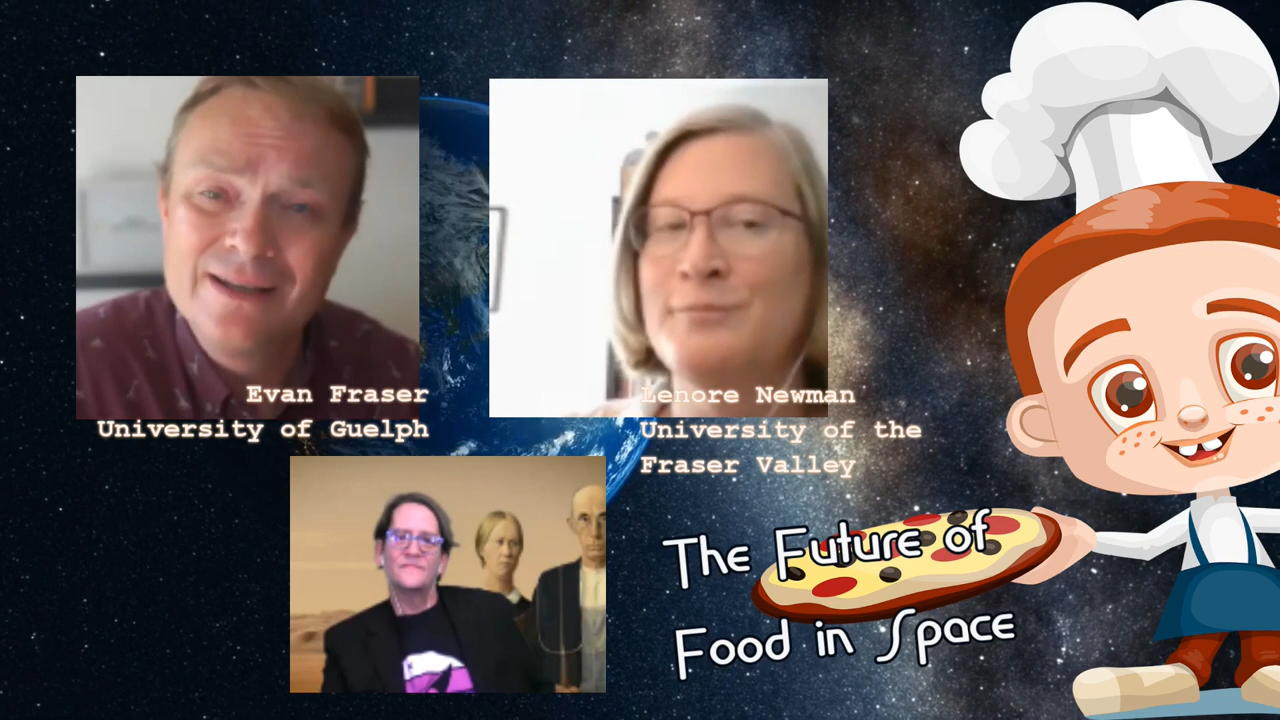 Evan Fraser
University of Guelph
Lenore Newman
University of the
Fraser Valley
The Future of
Food in Space